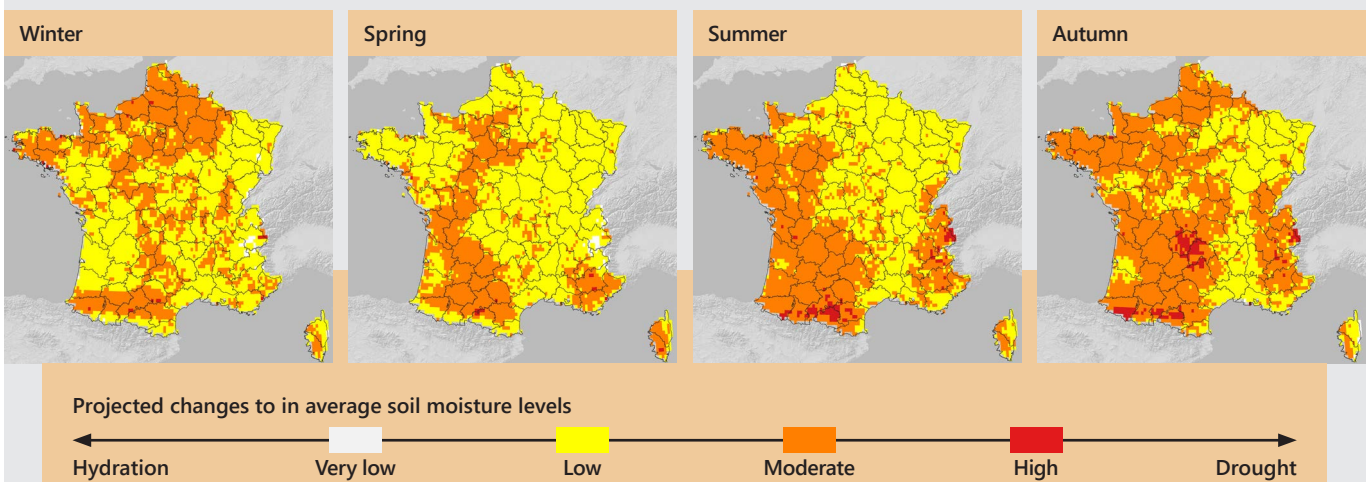 Winter
Spring
Summer
Autumn
Projected changes to in average soil moisture levels
Hydration
Very low
Low
Moderate
High
Drought